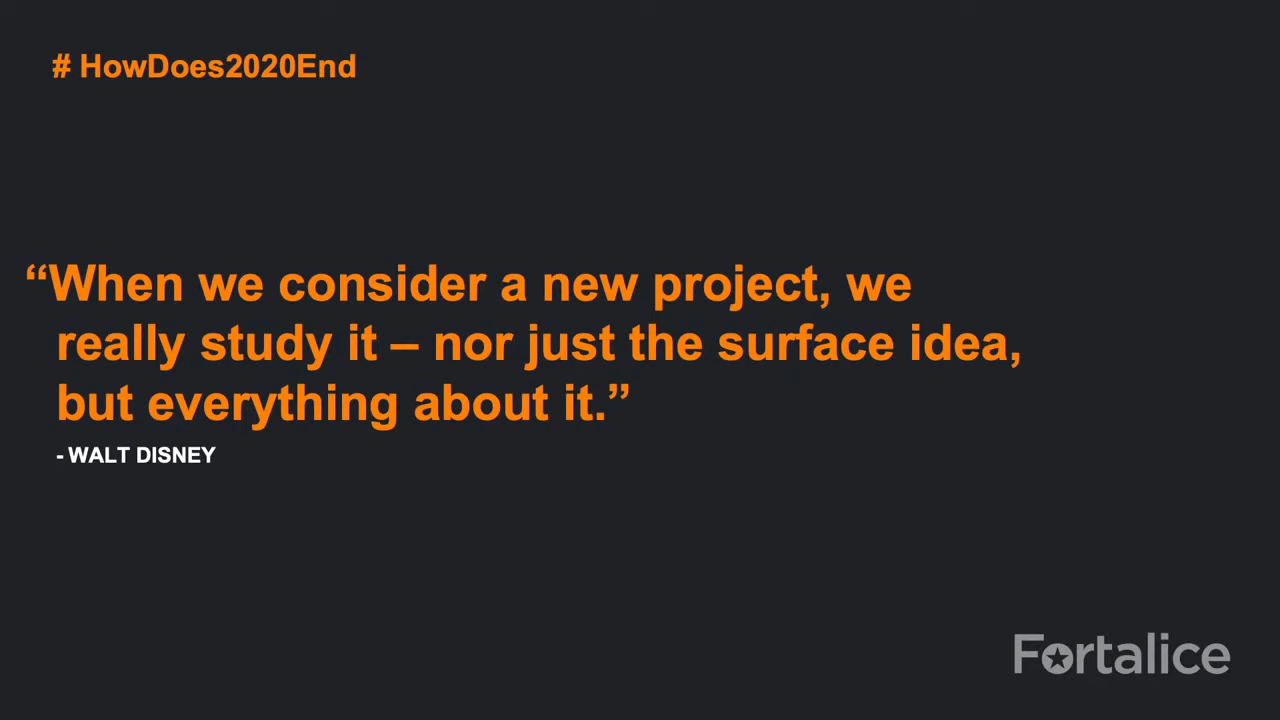 # HowDoes2020End
“When we consider a new project, we
really study it – nor just the surface idea,
but everything about it.”
- WALT DISNEY
Fortalice